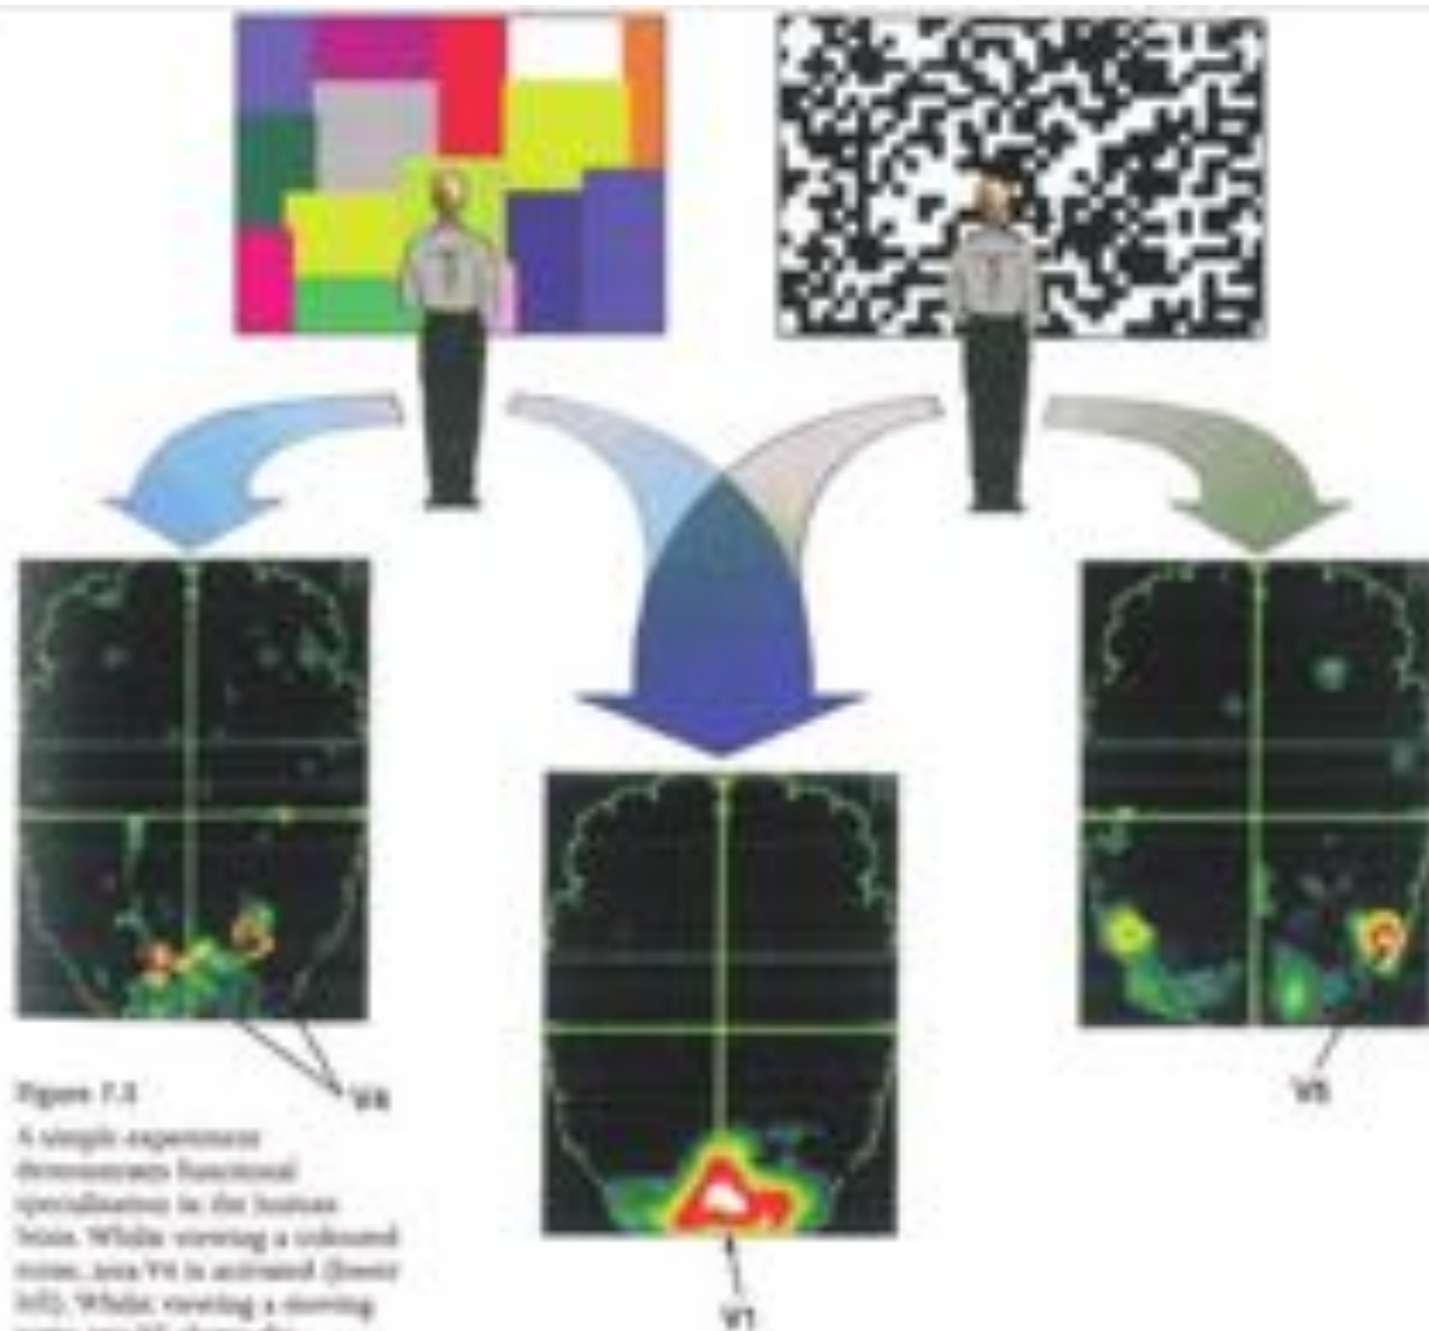 V4
V5
Figure 7.
A simple experiment
demonstrates functional
specialisation in the human
brain. Whilst viewing a coloured
scene, area V4 is activated (lower
left). Whilst viewing a moving
V1